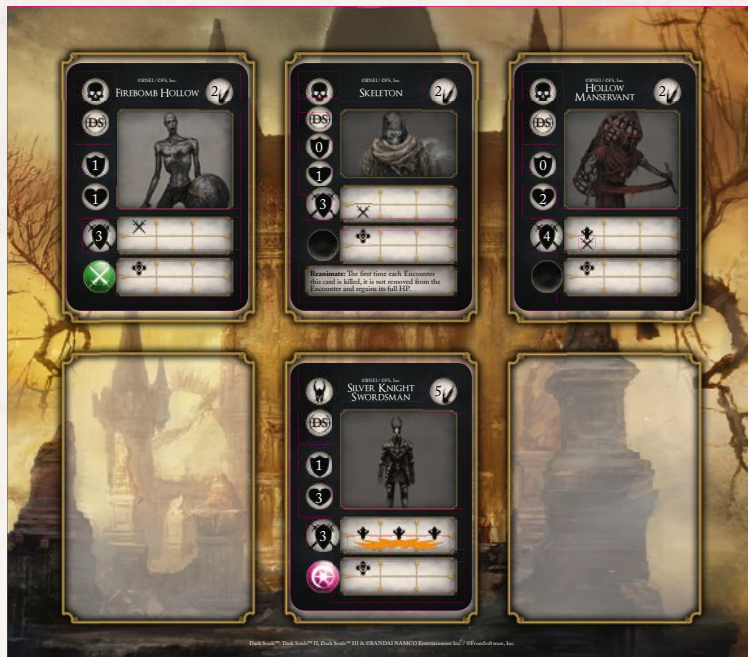 ©BNEI / ©FS, Inc.
Firebomb Hollow
2
DS
1
1
3
©BNEI / ©FS, Inc.
Skeleton
2
DS
0
1
3
Reanimate: The first time each Encounter
this card is killed, it is not removed from the
Encounter and regains its full HP.
©BNEI / ©FS, Inc.
Hollow
Manservant
2
DS
0
2
4
©BNEI / ©FS, Inc.
Silver Knight
Swordsman
5
DS
1
3
3
Dark Souls™, Dark Souls™ II, Dark Souls™ III & ©BANDAI NAMCO Entertainment Inc. / ©FromSoftware, Inc.